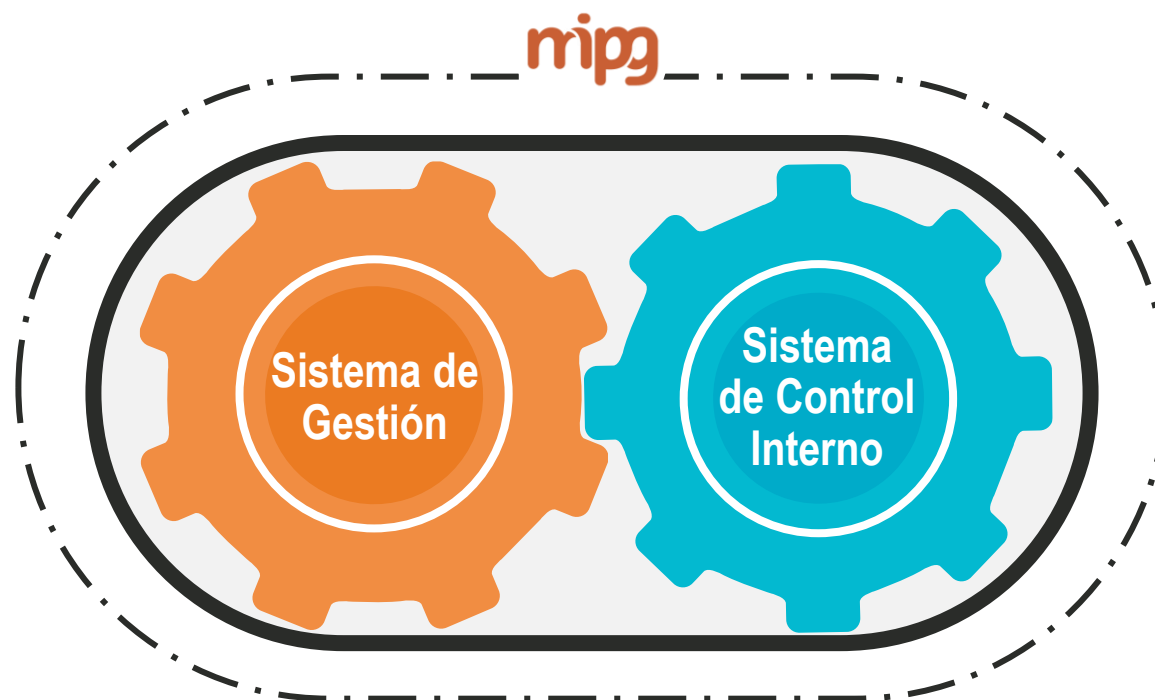 mipg
Sistema de
Gestión
Sistema
de Control
Interno